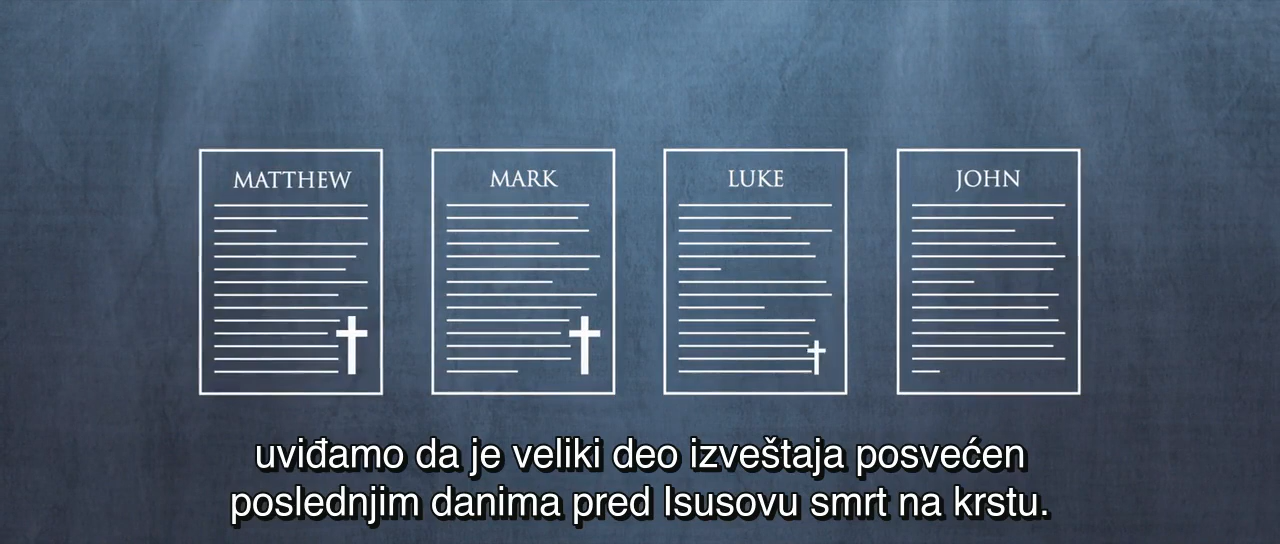 MATTHEW
MARK
LUKE
JOHN
uviđamo da je veliki deo izveštaja posvećen
poslednjim danima pred Isusovu smrt na krstu.